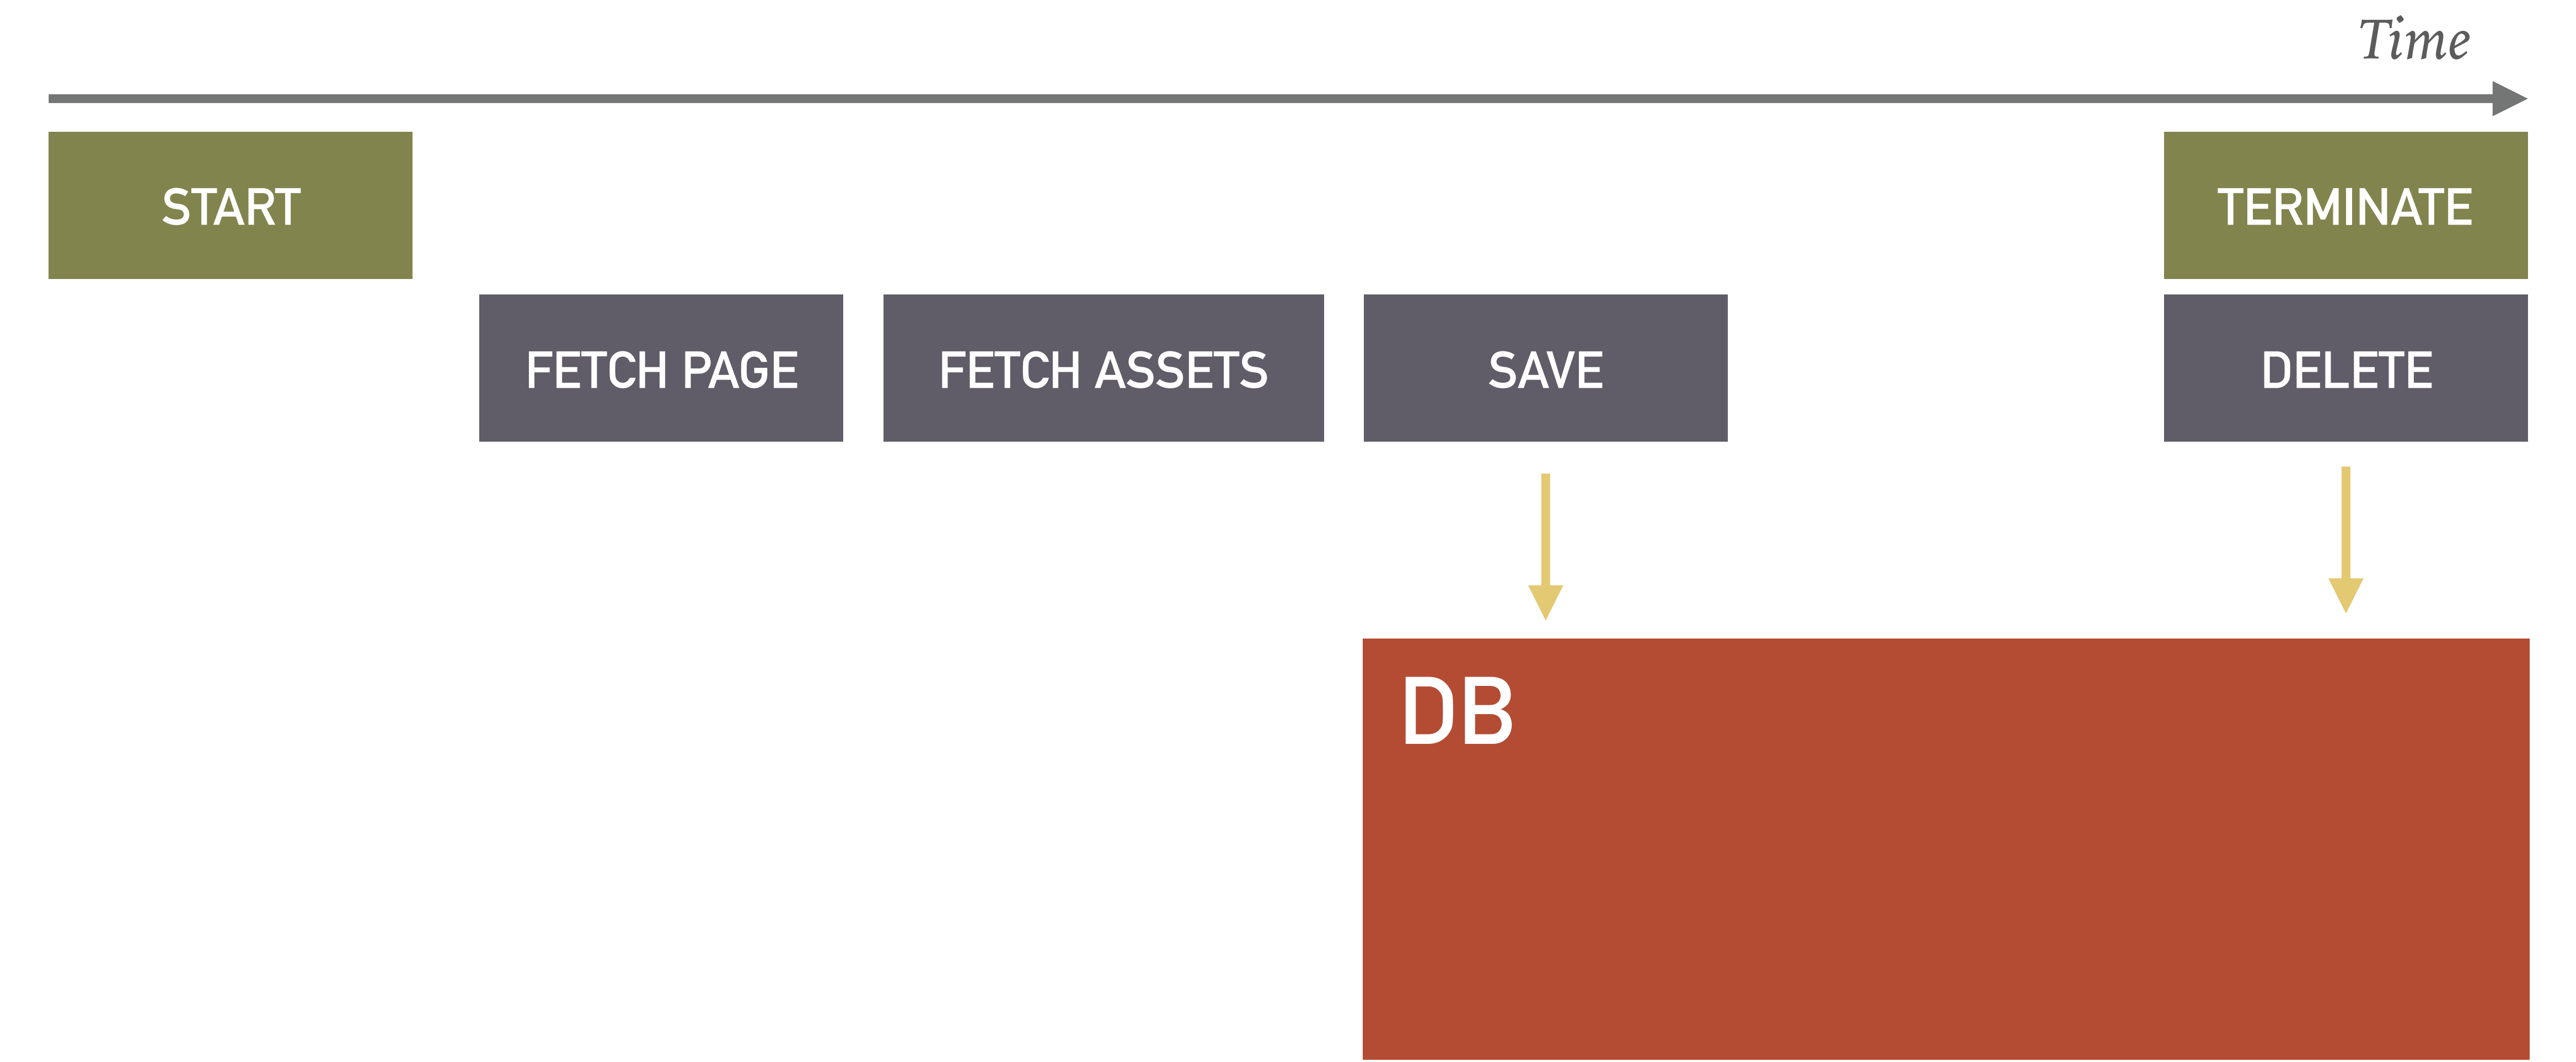 Time
START
TERMINATE
FETCH PAGE
FETCH ASSETS
SAVE
DELETE
DB